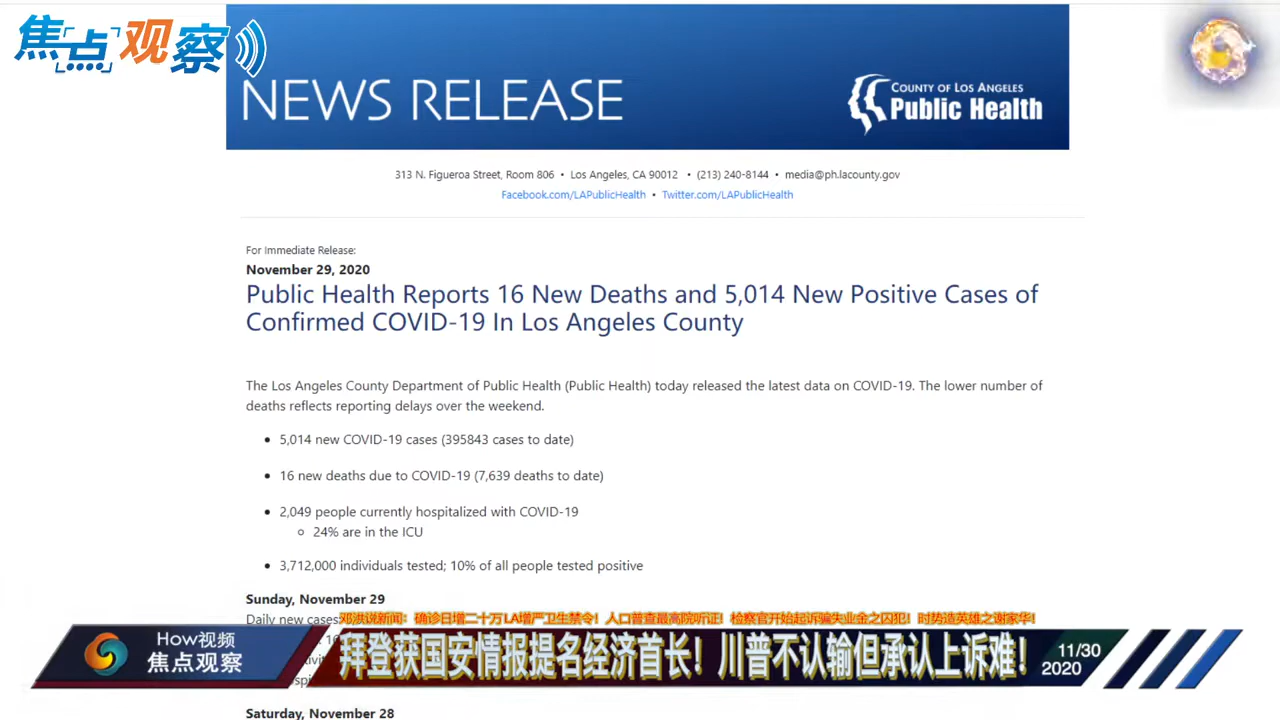 焦点观察
NEWS RELEASE
COUNTY OF LOS ANGELES
Public Health
313 N. Figueroa Street, Room 806 • Los Angeles, CA 90012 • (213) 240-8144 • media@ph.lacounty.gov
Facebook.com/LAPublicHealth • Twitter.com/LAPublicHealth
For Immediate Release:
November 29, 2020
Public Health Reports 16 New Deaths and 5,014 New Positive Cases of
Confirmed COVID-19 In Los Angeles County
The Los Angeles County Department of Public Health (Public Health) today released the latest data on COVID-19. The lower number of
deaths reflects reporting delays over the weekend.
• 5,014 new COVID-19 cases (395843 cases to date)
• 16 new deaths due to COVID-19 (7,639 deaths to date)
• 2,049 people currently hospitalized with COVID-19
○ 24% are in the ICU
• 3,712,000 individuals tested; 10% of all people tested positive
Sunday, November 29
Daily new cases
邓洪说新闻：确诊日增二十万LA增严卫生禁令！人口普查最高院听证！检察官开始起诉骗失业金之囚犯！时势造英雄之谢家华！
How视频
焦点观察
拜登获国安情报提名经济首长！川普不认输但承认上诉难！
11/30
2020
Saturday, November 28